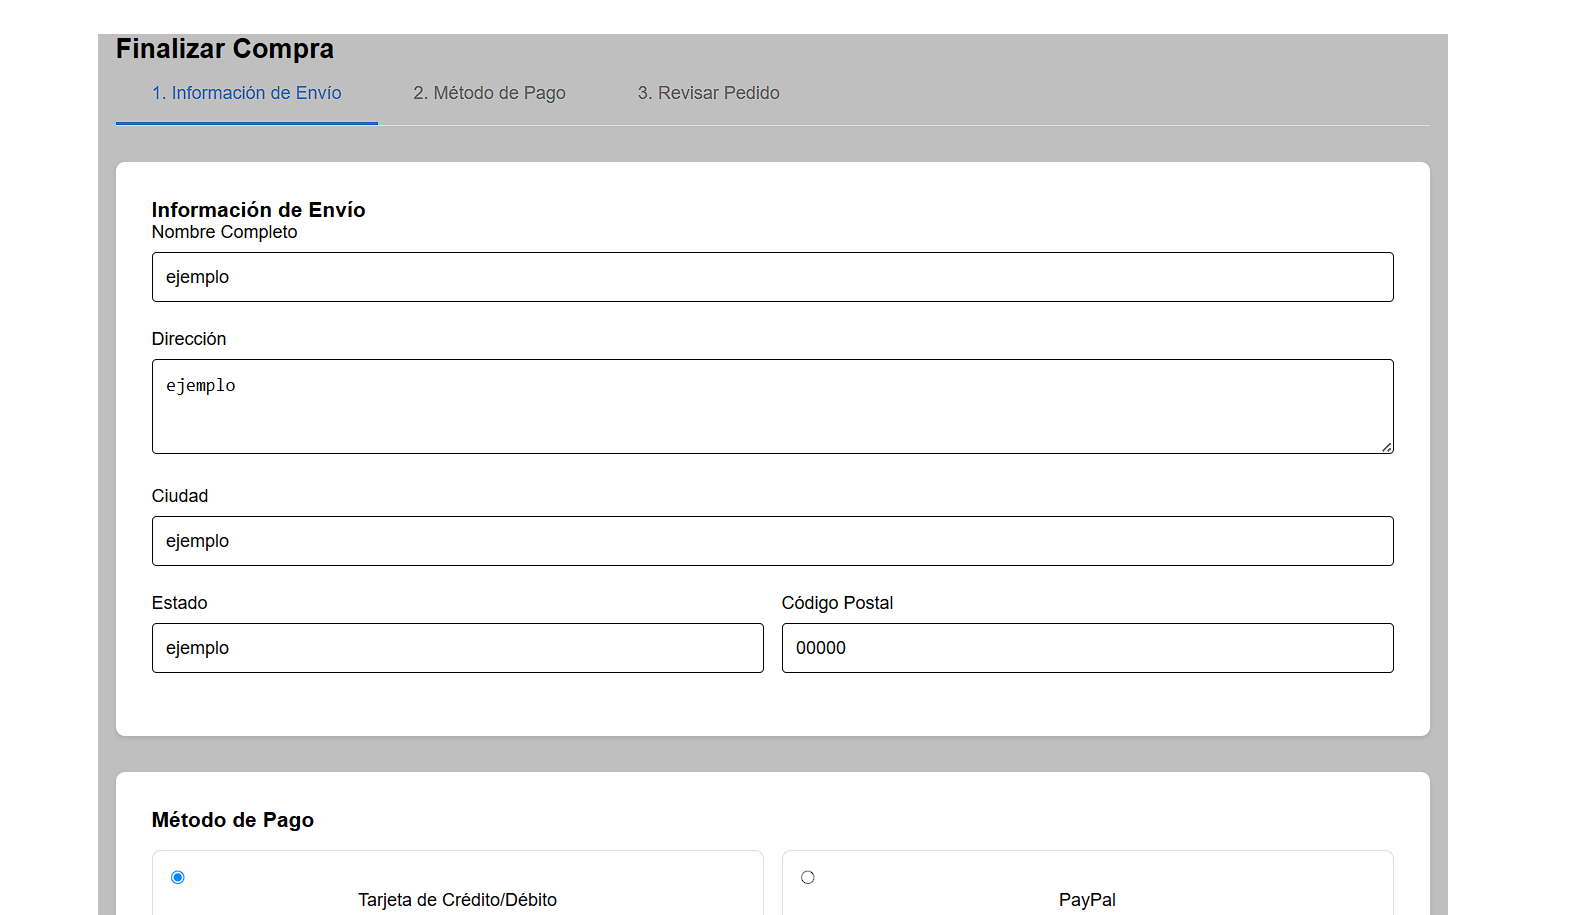 Finalizar Compra
1. Información de Envío 2. Método de Pago 3. Revisar Pedido
Información de Envío
Nombre Completo
ejemplo
Dirección
ejemplo
Ciudad
ejemplo
Estado Código Postal
ejemplo 00000
Método de Pago
Tarjeta de Crédito/Débito PayPal